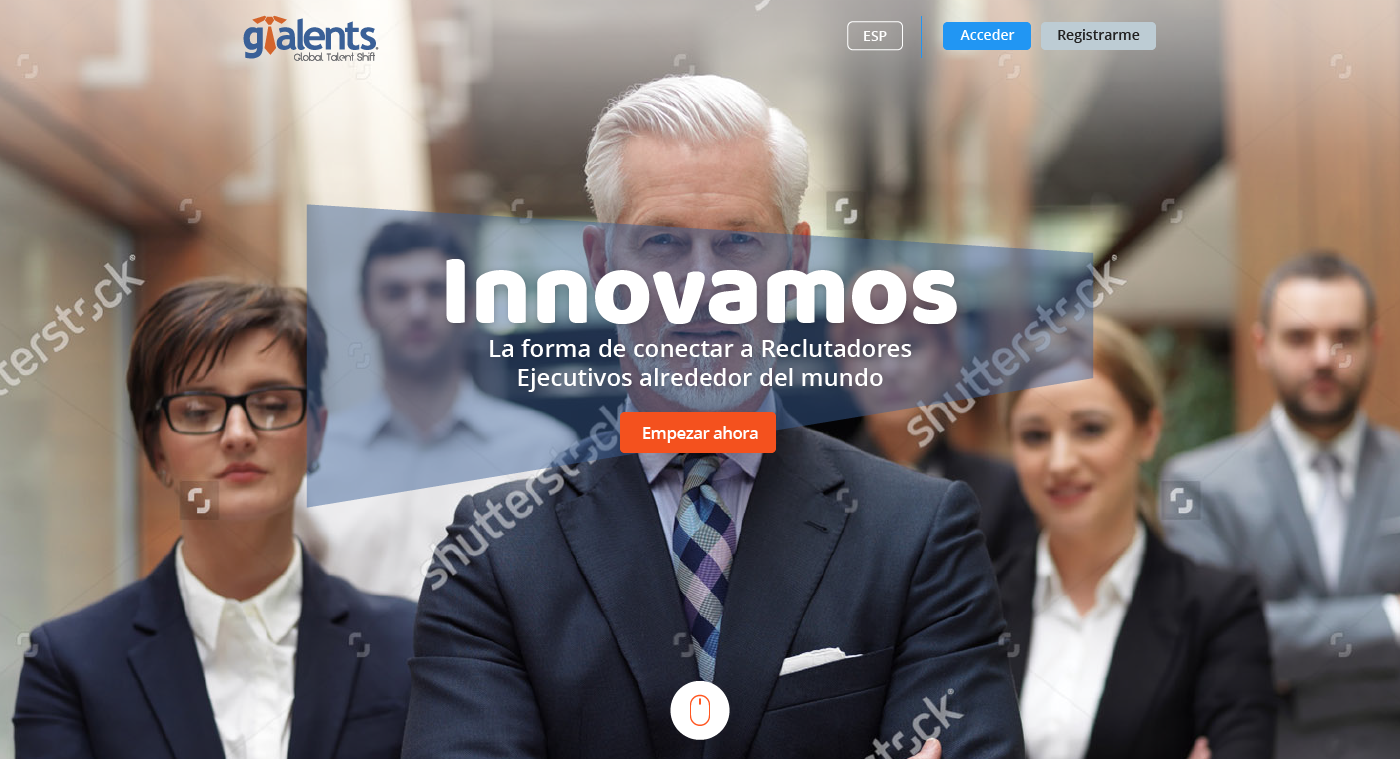 gtalents
Global Talent Shift
ESP
Acceder
Registrarme
Innovamos
La forma de conectar a Reclutadores
Ejecutivos alrededor del mundo
Empezar ahora
shutterstock®
shutterstock®
shutterstock
shutterstock®